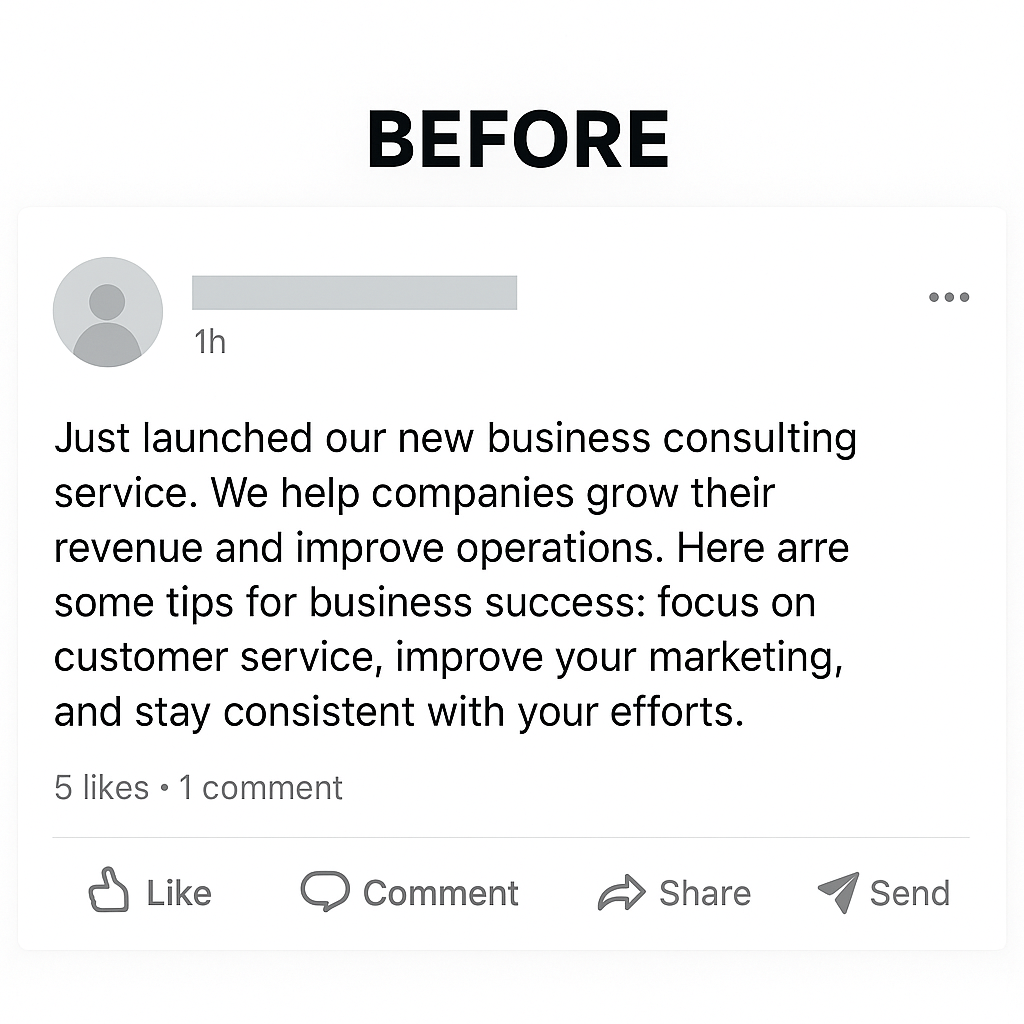 BEFORE
1h
Just launched our new business consulting
service. We help companies grow their
revenue and improve operations. Here arre
some tips for business success: focus on
customer service, improve your marketing,
and stay consistent with your efforts.
5 likes • 1 comment
Like Comment Share Send